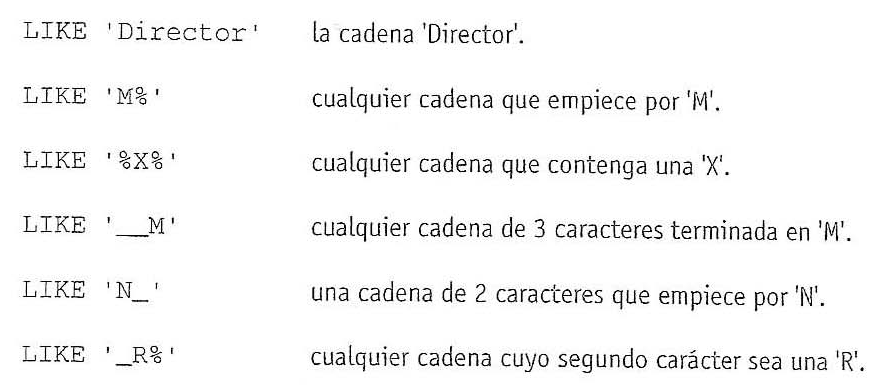 LIKE 'Director' la cadena 'Director'.
LIKE 'M%' cualquier cadena que empiece por 'M'.
LIKE '%X%' cualquier cadena que contenga una 'X'.
LIKE '__M' cualquier cadena de 3 caracteres terminada en 'M'.
LIKE 'N_' una cadena de 2 caracteres que empiece por 'N'.
LIKE '_R%' cualquier cadena cuyo segundo carácter sea una 'R'.